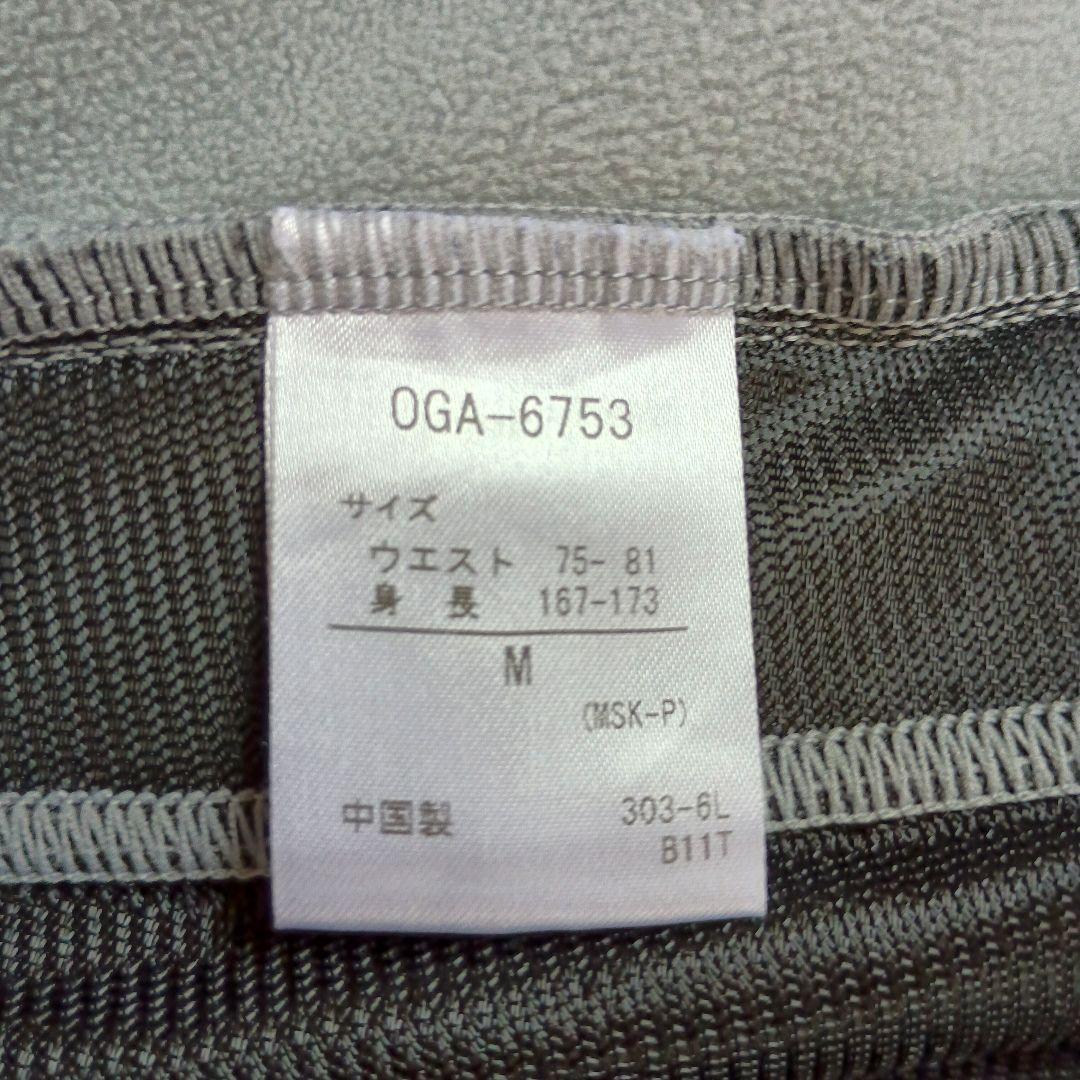 OGA-6753
サイズ
ウエスト 75- 81
身 長 167-173
M
(MSK-P)
中国製 303-6L
B11T